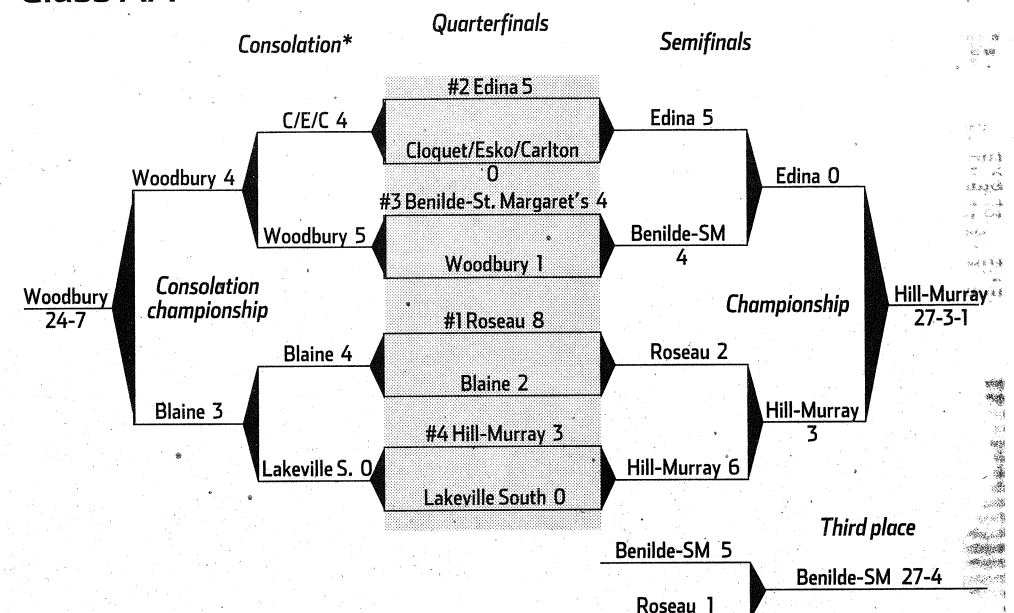 Consolation*
Quarterfinals
Semifinals
#2 Edina 5
C/E/C 4
Edina 5
Cloquet/Esko/Carlton
0
Woodbury 4
Edina 0
#3 Benilde-St. Margaret's 4
Woodbury 5
Benilde-SM
4
Woodbury 1
Woodbury
24-7
Consolation
championship
Championship
Hill-Murray
27-3-1
#1 Roseau 8
Blaine 4
Roseau 2
Blaine 2
Blaine 3
Hill-Murray
3
#4 Hill-Murray 3
Lakeville S. 0
Hill-Murray 6
Lakeville South 0
Third place
Benilde-SM 5
Benilde-SM 27-4
Roseau 1